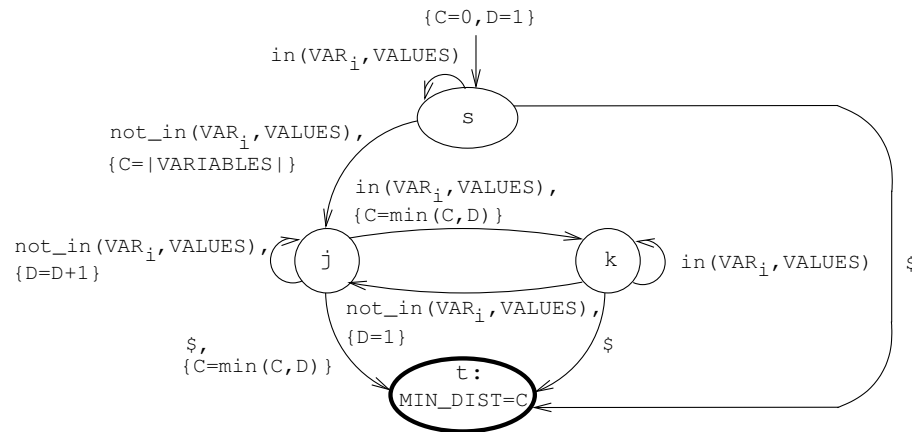 {C=0,D=1}
in(VAR_i,VALUES)
s
not_in(VAR_i,VALUES),
{C=|VARIABLES|}
in(VAR_i,VALUES),
{C=min(C,D)}
not_in(VAR_i,VALUES),
{D=D+1}
j
k
in(VAR_i,VALUES)
$
not_in(VAR_i,VALUES),
{D=1}
$,
{C=min(C,D)}
$
t:
MIN_DIST=C